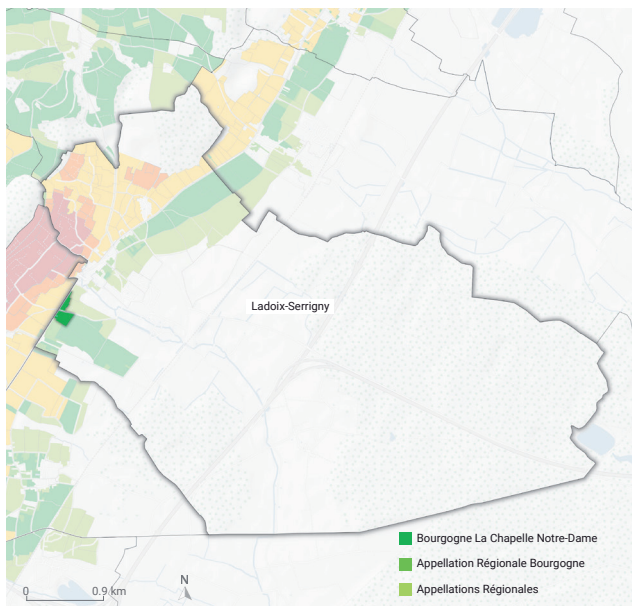 Ladoix-Serrigny
Bourgogne La Chapelle Notre-Dame
Appellation Régionale Bourgogne
Appellations Régionales
0 0.9 km
N